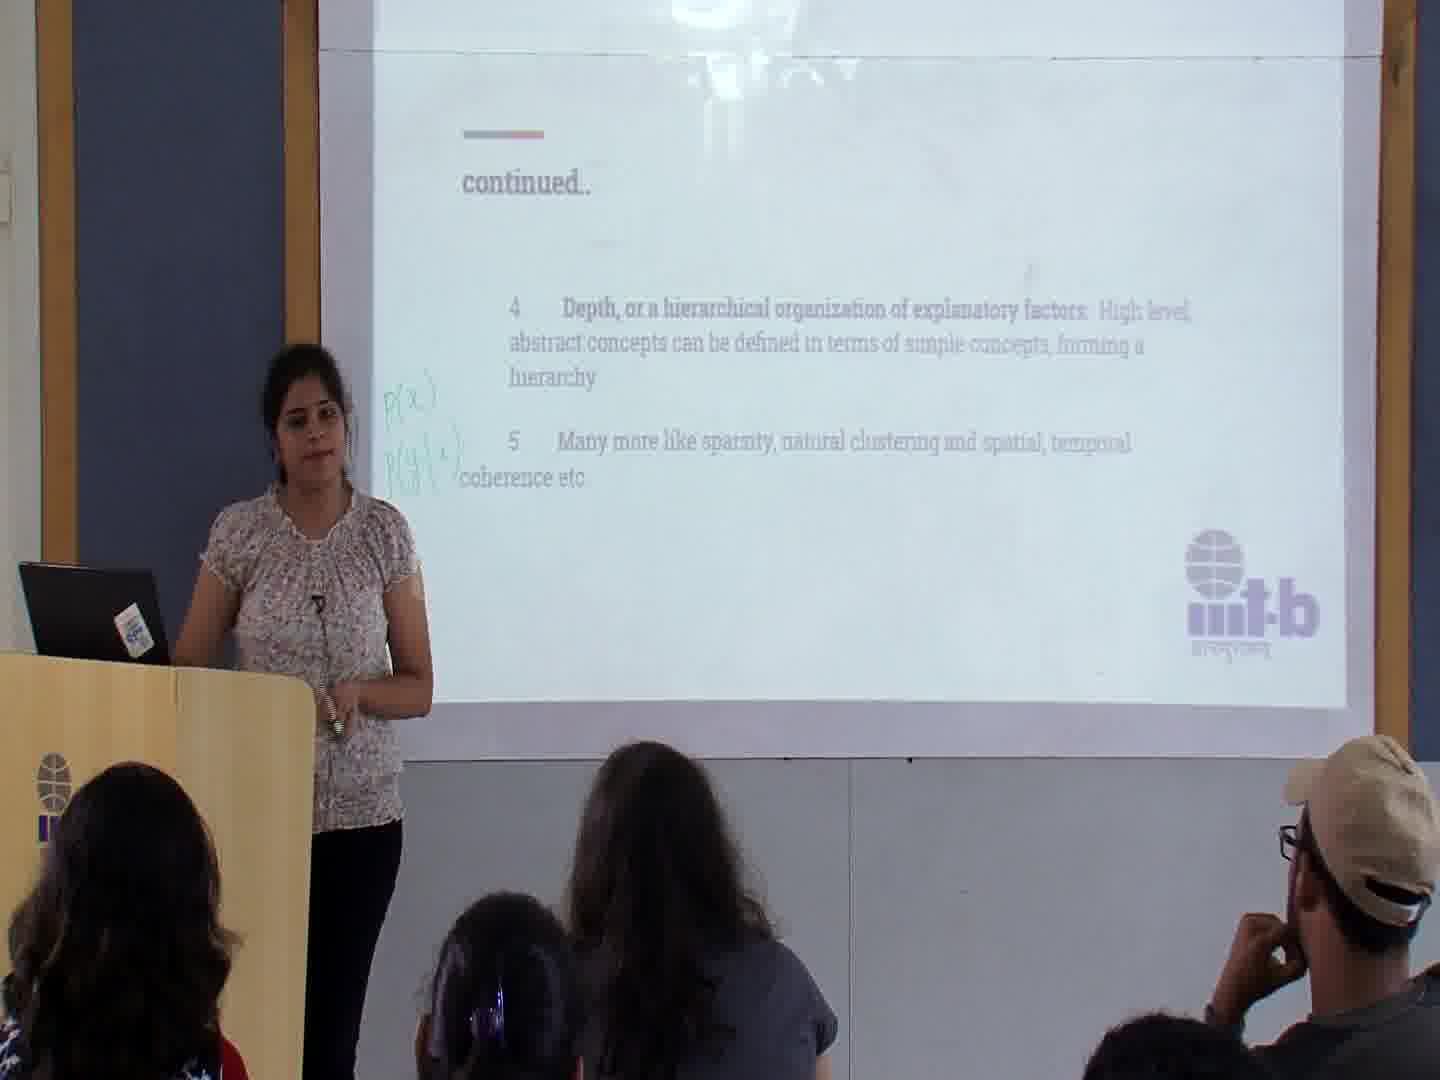 continued..
4 Depth, or a hierarchical organization of explanatory factors. High level,
abstract concepts can be defined in terms of simple concepts, forming a
hierarchy
5 Many more like sparsity, natural clustering and spatial, temporal
coherence etc
P(x)
P(y|x)
iiit-b